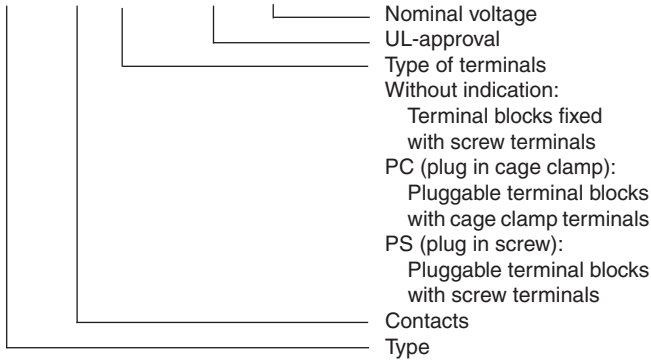 Nominal voltage
UL-approval
Type of terminals
Without indication:
Terminal blocks fixed
with screw terminals
PC (plug in cage clamp):
Pluggable terminal blocks
with cage clamp terminals
PS (plug in screw):
Pluggable terminal blocks
with screw terminals
Contacts
Type